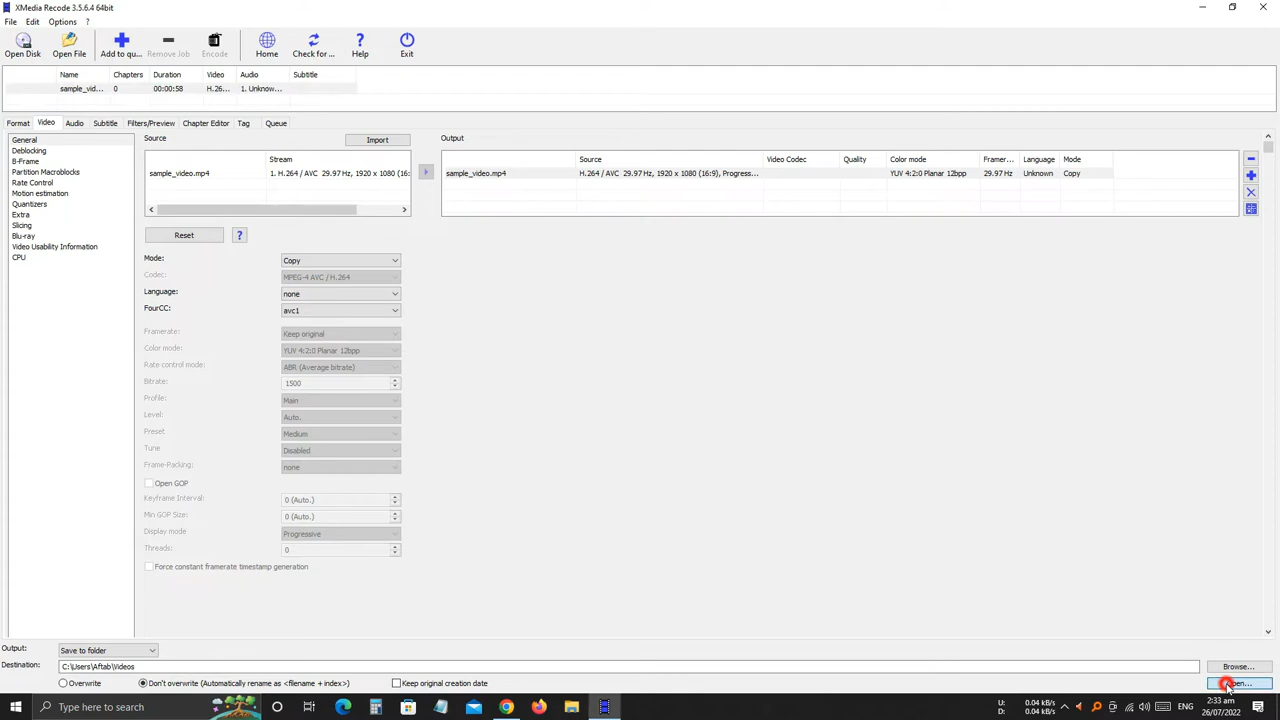 XMedia Recode 3.5.6.4 64bit
File Edit Options ?
Open Disk Open File Add to qu... Remove Job Encode Home Check for ... Help Exit
Name Chapters Duration Video Audio Subtitle
sample_vid... 0 00:00:58 H.26... 1. Unknow...
Format Video Audio Subtitle Filters/Preview Chapter Editor Tag Queue
General
Deblocking
B-Frame
Partition Macroblocks
Rate Control
Motion estimation
Quantizers
Extra
Slicing
Blu-ray
Video Usability Information
CPU
Source Import
Stream
sample_video.mp4 1. H.264 / AVC 29.97 Hz, 1920 x 1080 (16:
Output
Source Video Codec Quality Color mode Framer... Language Mode
sample_video.mp4 H.264 / AVC 29.97 Hz, 1920 x 1080 (16:9), Progress... YUV 4:2:0 Planar 12bpp 29.97 Hz Unknown Copy
Reset ?
Mode: Copy
Codec: MPEG-4 AVC / H.264
Language: none
FourCC: avc1
Framerate: Keep original
Color mode: YUV 4:2:0 Planar 12bpp
Rate control mode: ABR (Average bitrate)
Bitrate: 1500
Profile: Main
Level: Auto.
Preset Medium
Tune Disabled
Frame-Packing: none
Open GOP
Keyframe Interval: 0 (Auto.)
Min GOP Size: 0 (Auto.)
Display mode Progressive
Threads: 0
Force constant framerate timestamp generation
Output: Save to folder
Destination: C:\Users\Aftab\Videos Browse...
Overwrite Don't overwrite (Automatically rename as <filename + index>) Keep original creation date
Type here to search
U: 0.04 kB/s
D: 0.04 kB/s
ENG
2:33 am
26/07/2022